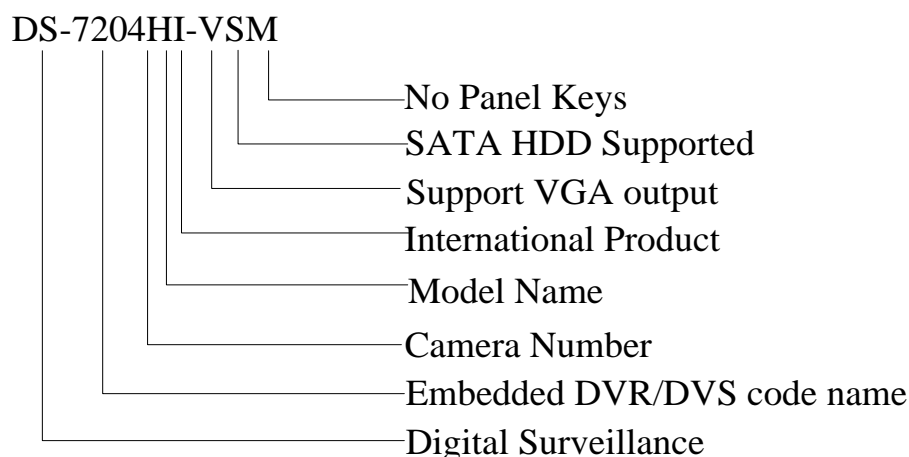 DS-7204HI-VSM
No Panel Keys
SATA HDD Supported
Support VGA output
International Product
Model Name
Camera Number
Embedded DVR/DVS code name
Digital Surveillance